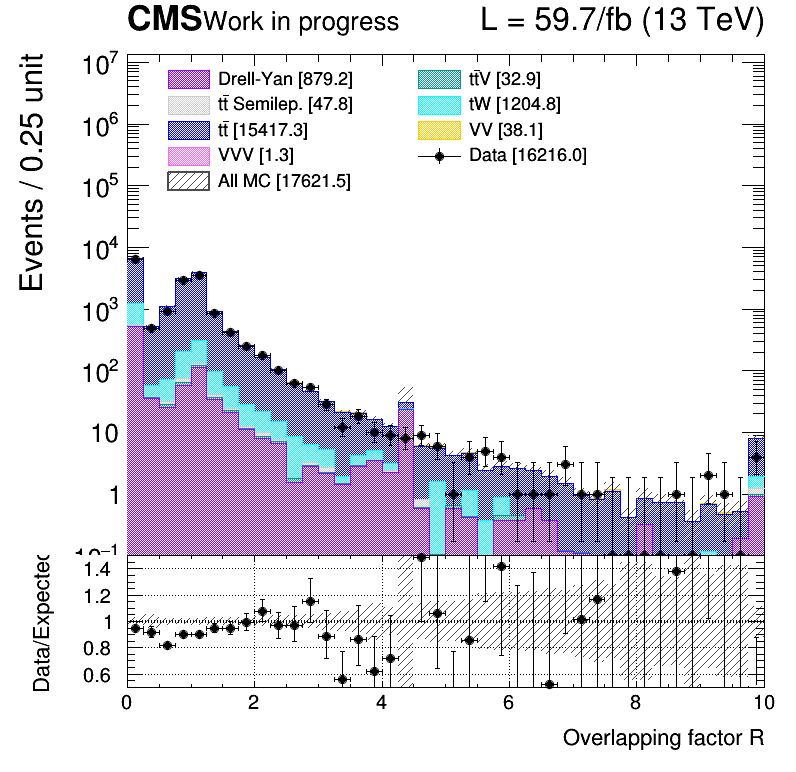 CMS Work in progress L = 59.7/fb (13 TeV)
Events / 0.25 unit
10⁷
10⁶
10⁵
10⁴
10³
10²
10
1
10⁻¹
Drell-Yan [879.2]
tt̄ Semilep. [47.8]
tt̄ [15417.3]
VVV [1.3]
All MC [17621.5]
tt̄V [32.9]
tW [1204.8]
VV [38.1]
Data [16216.0]
Data/Expected
1.4
1.2
1
0.8
0.6
0 2 4 6 8 10
Overlapping factor R